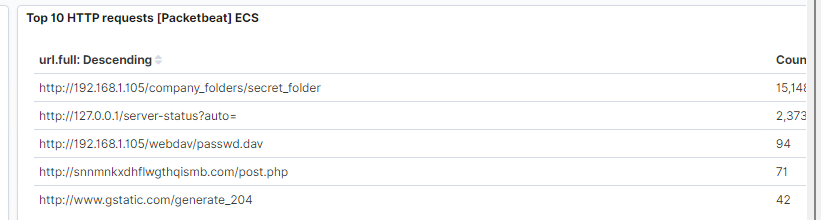 Top 10 HTTP requests [Packetbeat] ECS
url.full: Descending Coun
http://192.168.1.105/company_folders/secret_folder 15,148
http://127.0.0.1/server-status?auto= 2,373
http://192.168.1.105/webdav/passwd.dav 94
http://snnmnkxdhflwgthqismb.com/post.php 71
http://www.gstatic.com/generate_204 42